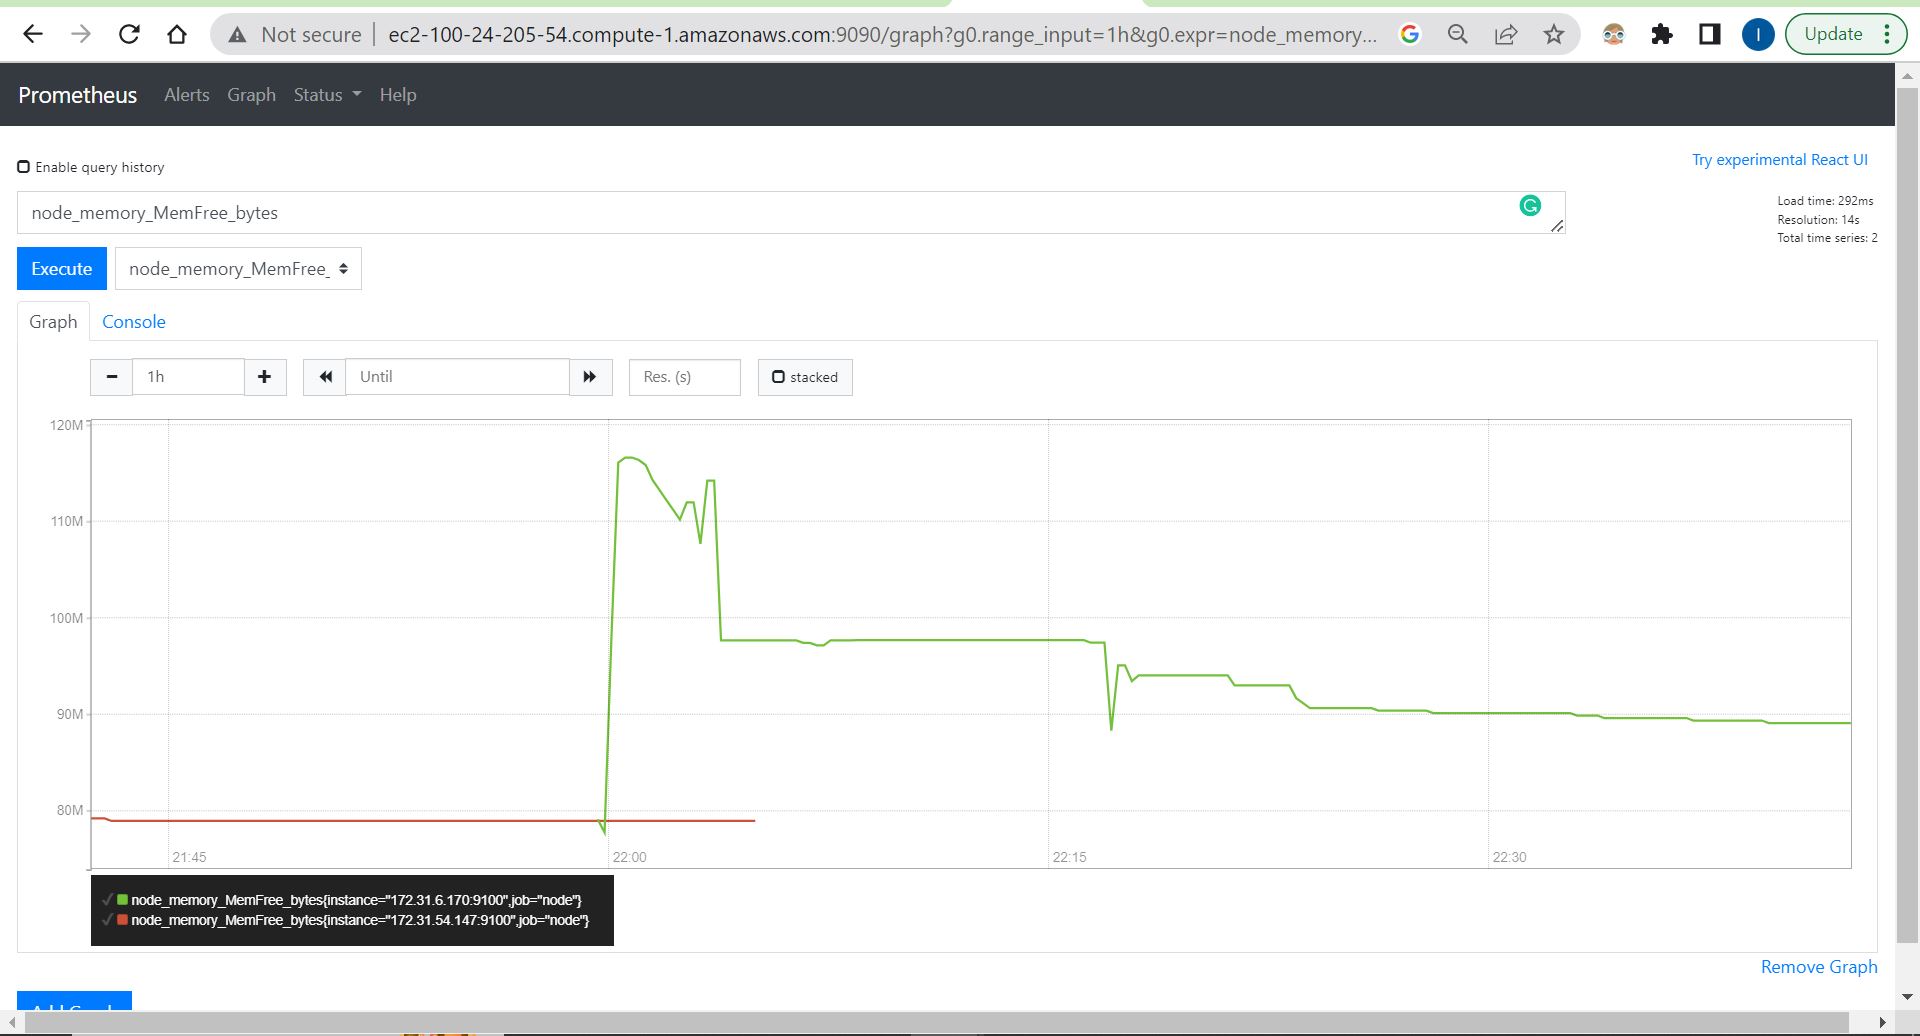 Not secure ec2-100-24-205-54.compute-1.amazonaws.com:9090/graph?g0.range_input=1h&g0.expr=node_memory... I Update
Prometheus Alerts Graph Status Help
Enable query history
Try experimental React UI
node_memory_MemFree_bytes
Load time: 292ms
Resolution: 14s
Total time series: 2
Execute node_memory_MemFree_
Graph Console
1h Until Res. (s) stacked
120M
110M
100M
90M
80M
21:45 22:00 22:15 22:30
node_memory_MemFree_bytes{instance="172.31.6.170:9100",job="node"}
node_memory_MemFree_bytes{instance="172.31.54.147:9100",job="node"}
Remove Graph
Add Graph